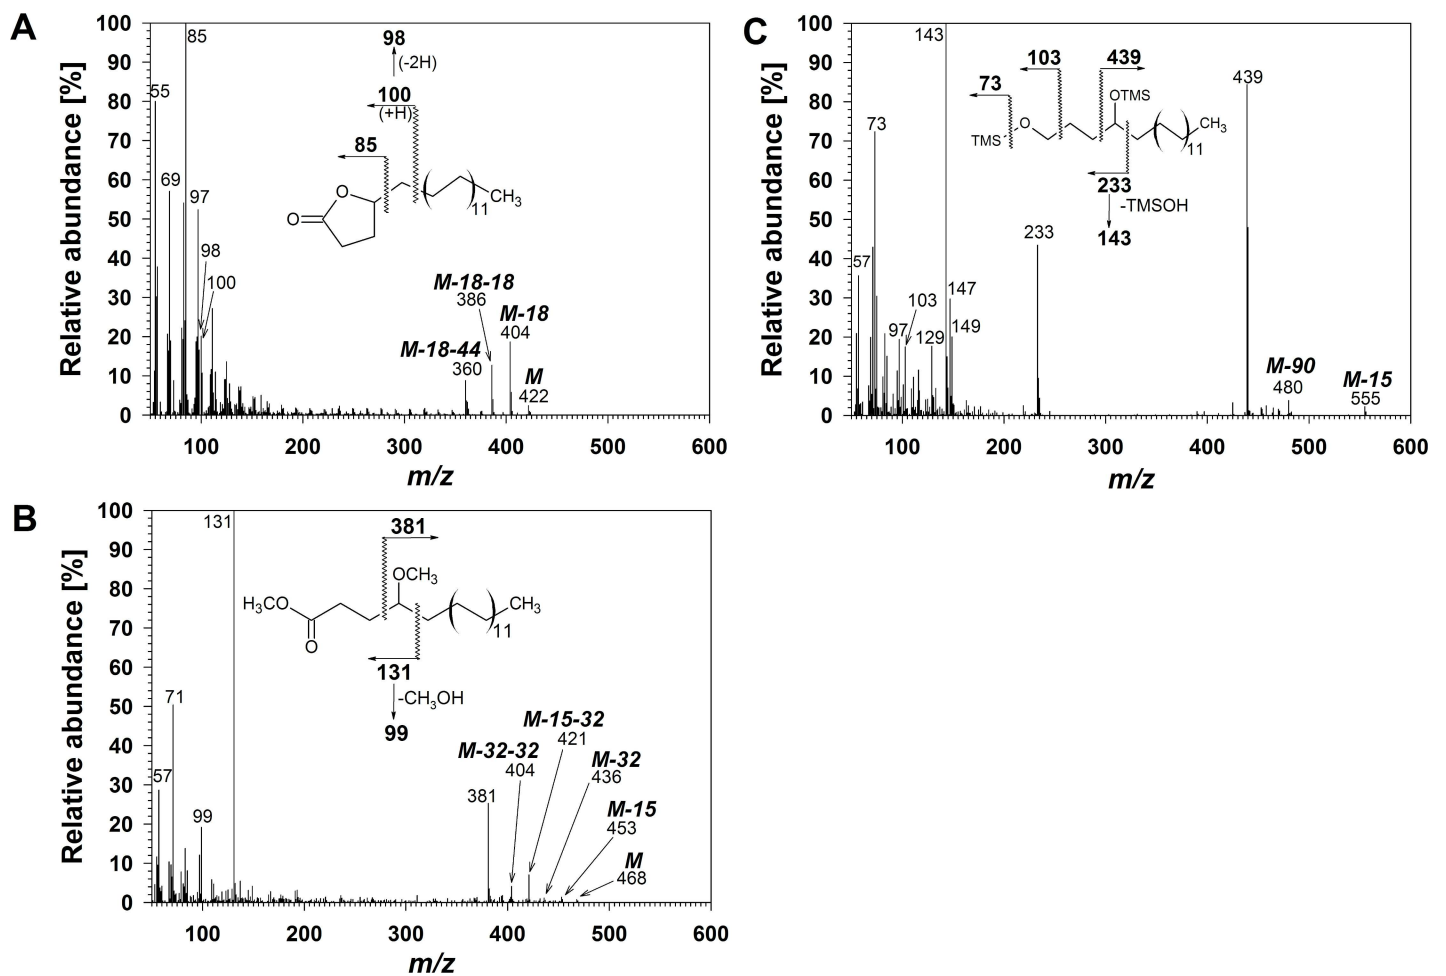 A
Relative abundance [%]
100
90
80
70
60
50
40
30
20
10
0
100
200
300
400
500
600
m/z
85
55
69
97
98
100
98
(-2H)
100
(+H)
85
O
O
CH3
11
M-18-18
386
M-18
404
M-18-44
360
M
422
C
Relative abundance [%]
100
90
80
70
60
50
40
30
20
10
0
100
200
300
400
500
600
m/z
143
73
57
97
103
129
147
149
233
439
103
439
73
OTMS
O
TMS
CH3
11
233
-TMSOH
143
M-90
480
M-15
555
B
Relative abundance [%]
100
90
80
70
60
50
40
30
20
10
0
100
200
300
400
500
600
m/z
131
71
57
99
381
OCH3
H3CO
O
CH3
11
131
-CH3OH
99
381
M-32-32
404
M-15-32
421
M-32
436
M-15
453
M
468